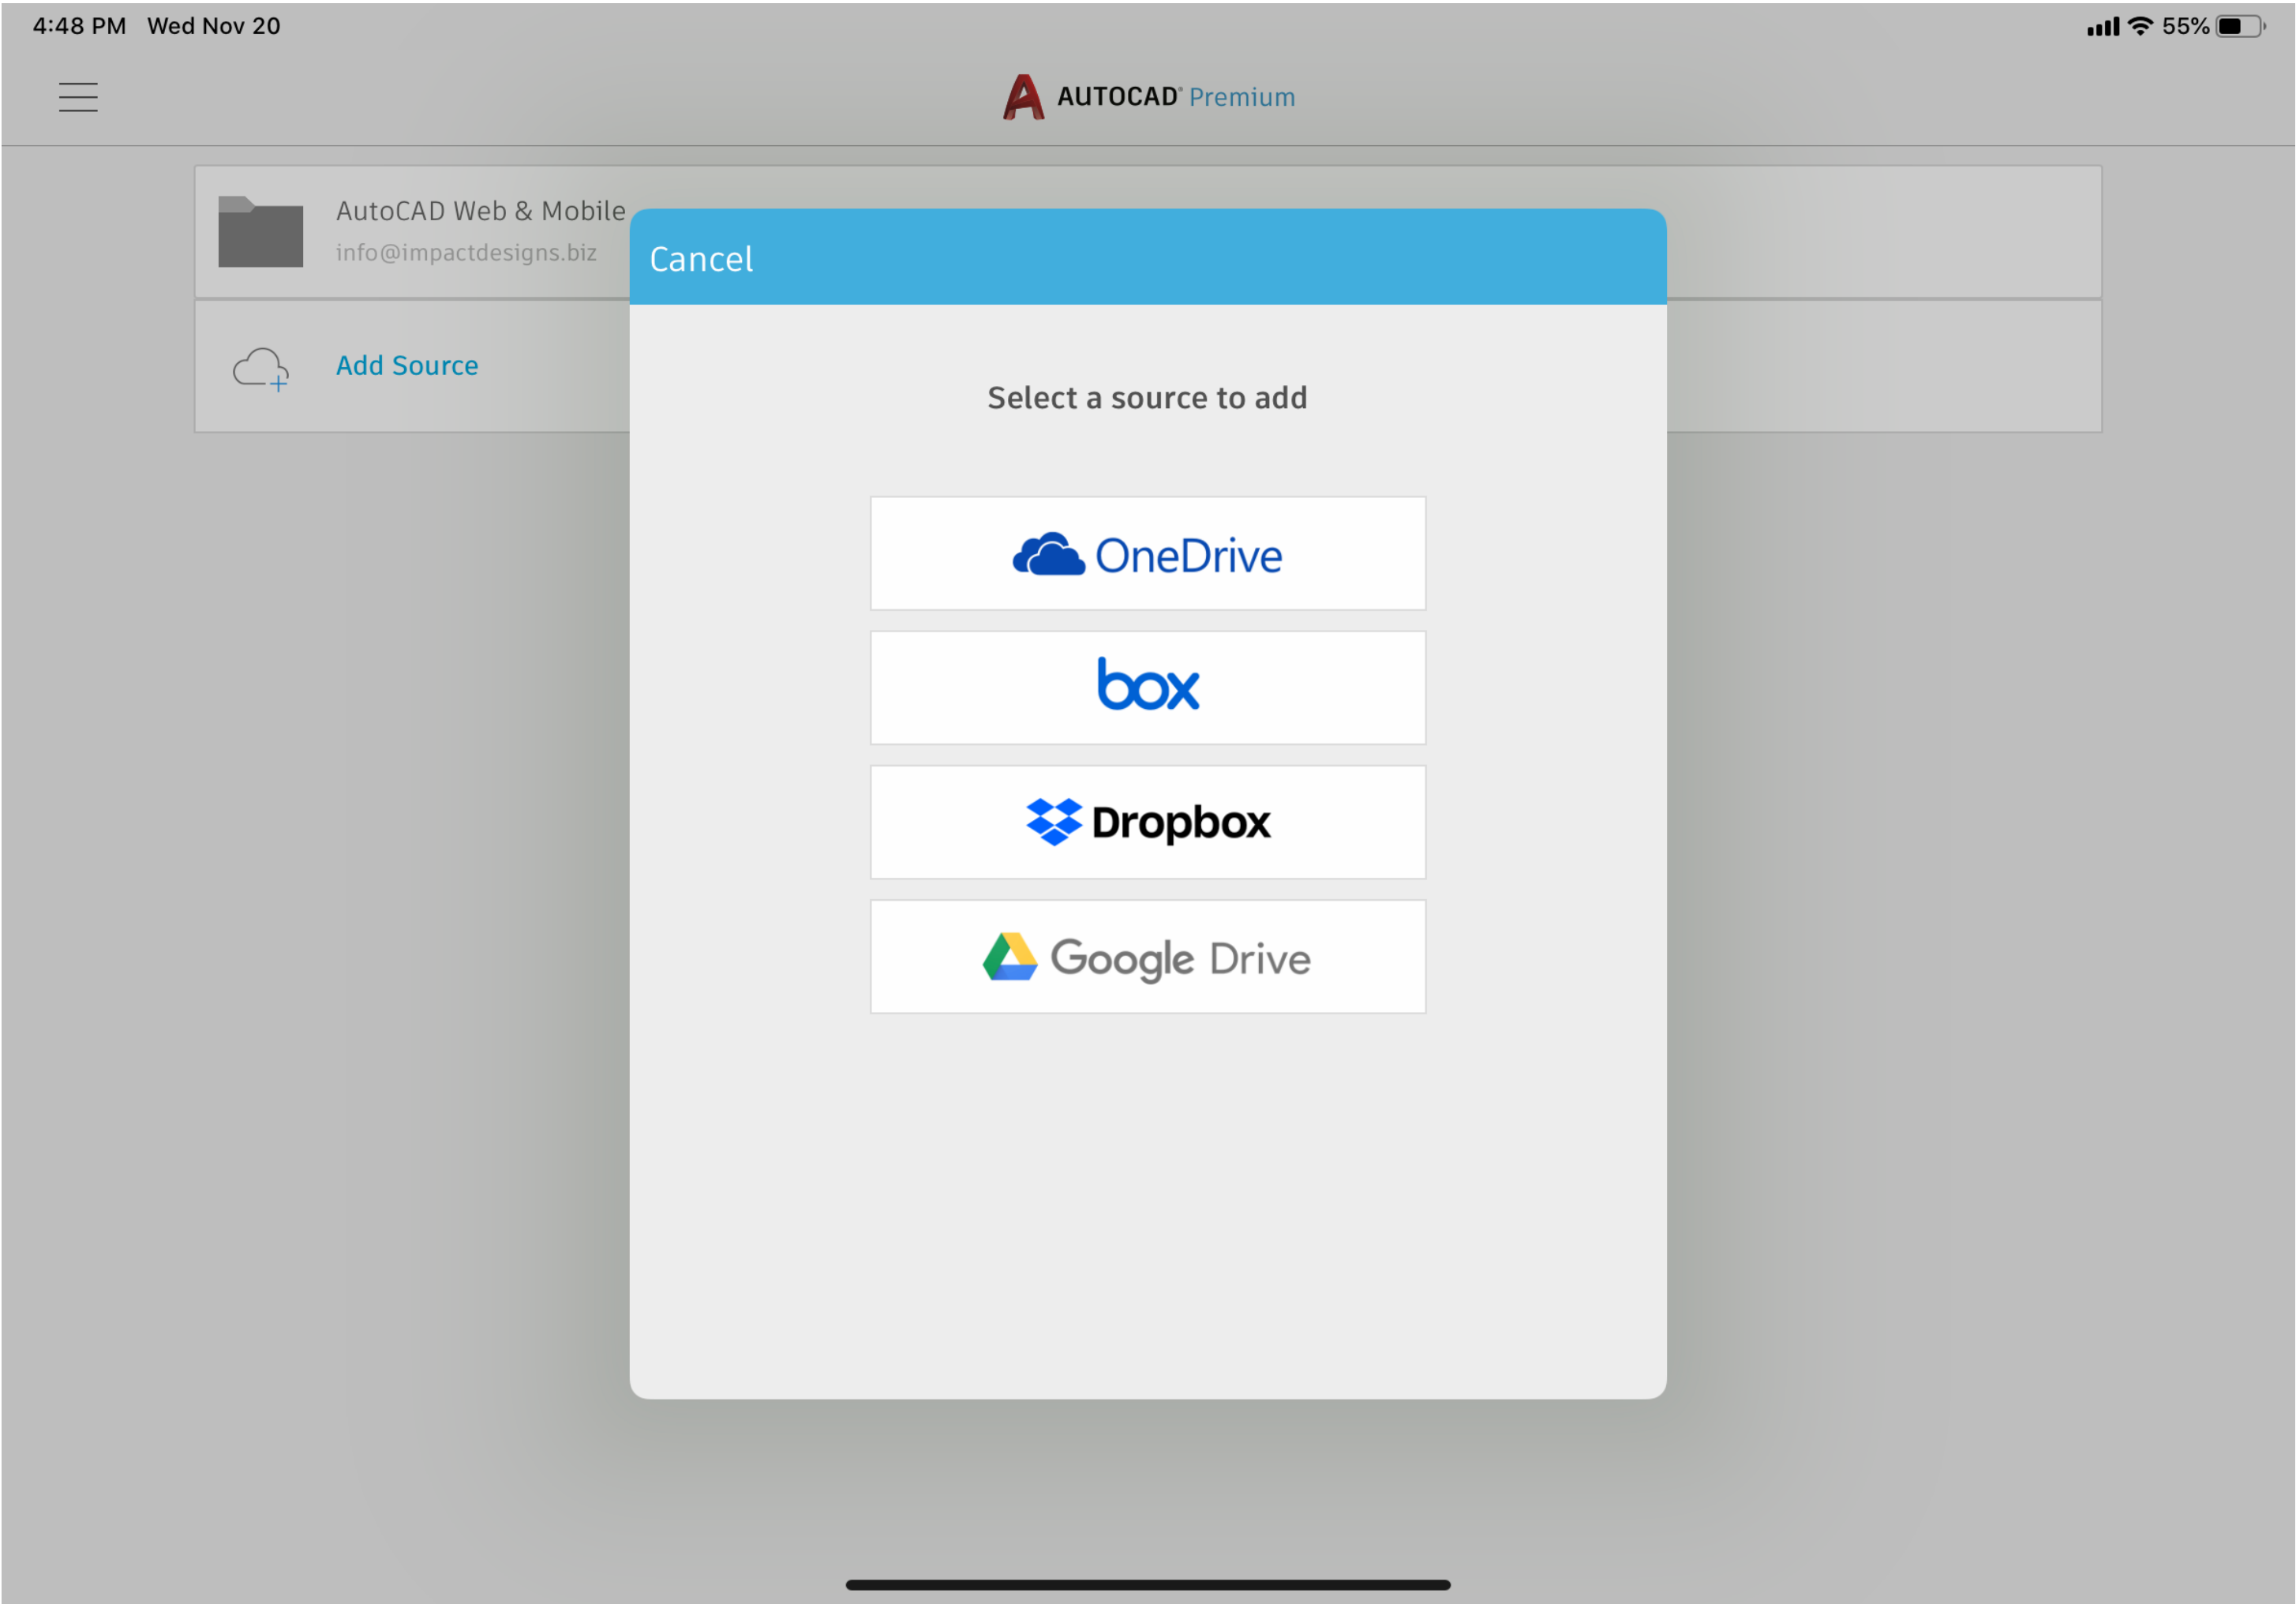 4:48 PM Wed Nov 20
55%
AUTOCAD® Premium
AutoCAD Web & Mobile
info@impactdesigns.biz
Cancel
Add Source
Select a source to add
OneDrive
box
Dropbox
Google Drive